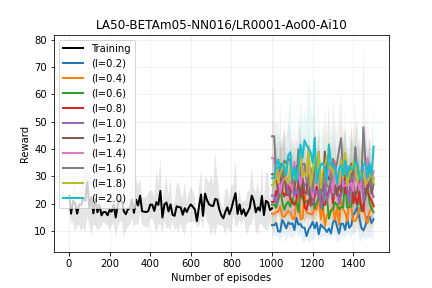 LA50-BETAm05-NN016/LR0001-Ao00-Ai10
80
70
60
50
40
30
20
10
Reward
Training
(l=0.2)
(l=0.4)
(l=0.6)
(l=0.8)
(l=1.0)
(l=1.2)
(l=1.4)
(l=1.6)
(l=1.8)
(l=2.0)
0 200 400 600 800 1000 1200 1400
Number of episodes